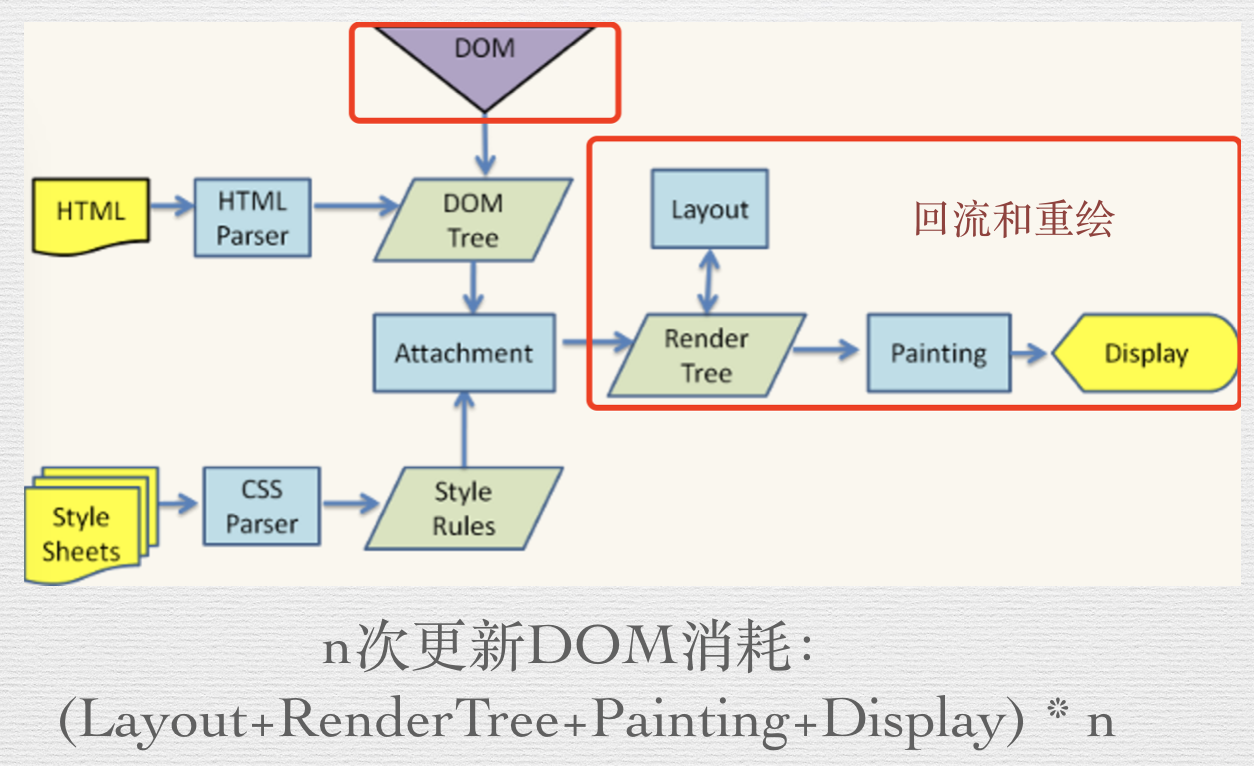 DOM
HTML
HTML
Parser
DOM
Tree
Layout
回流和重绘
Attachment
Render
Tree
Painting
Display
Style
Sheets
CSS
Parser
Style
Rules
n次更新DOM消耗:
(Layout+RenderTree+Painting+Display) * n